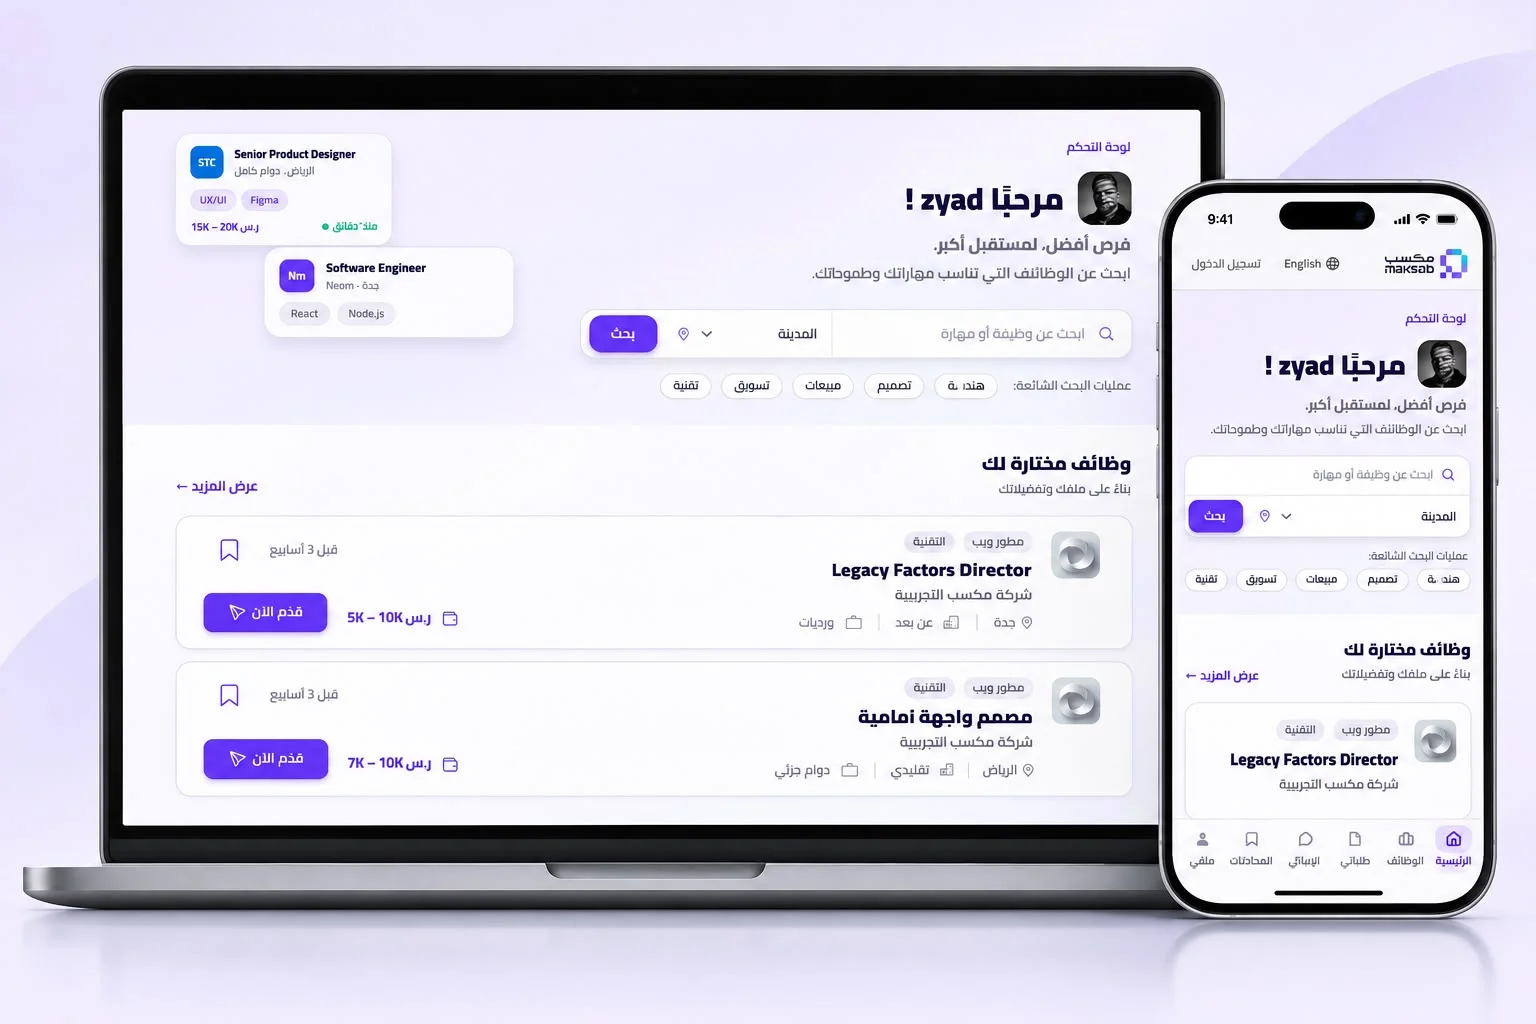 لوحة التحكم
مرحبًا zyad !
فرص أفضل، لمستقبل أكبر.
ابحث عن الوظائف التي تناسب مهاراتك وطموحاتك.
ابحث عن وظيفة أو مهارة
المدينة
بحث
عمليات البحث الشائعة:
تصميم
مبيعات
تسويق
تقنية
STC
Senior Product Designer
الرياض، دوام كامل
UX/UI
Figma
15K – 20K ر.س
منذ دقائق
Nm
Software Engineer
Neom - جدة
React
Node.js
وظائف مختارة لك
بناءً على ملفك وتفضيلاتك
عرض المزيد ←
مطور ويب
التقنية
Legacy Factors Director
شركة مكسب التجريبية
جدة
عن بعد
ورديات
قبل 3 أسابيع
5K – 10K ر.س
قدّم الآن
مطور ويب
التقنية
مصمم واجهة امامية
شركة مكسب التجريبية
الرياض
تقليدي
دوام جزئي
قبل 3 أسابيع
7K – 10K ر.س
قدّم الآن
9:41
مكسب
maksab
English
تسجيل الدخول
لوحة التحكم
مرحبًا zyad !
فرص أفضل، لمستقبل أكبر.
ابحث عن الوظائف التي تناسب مهاراتك وطموحاتك.
ابحث عن وظيفة أو مهارة
المدينة
بحث
عمليات البحث الشائعة:
تصميم
مبيعات
تسويق
تقنية
وظائف مختارة لك
بناءً على ملفك وتفضيلاتك
عرض المزيد ←
مطور ويب
التقنية
Legacy Factors Director
شركة مكسب التجريبية
الرئيسية
الوظائف
طلباتي
المحادثات
ملفي